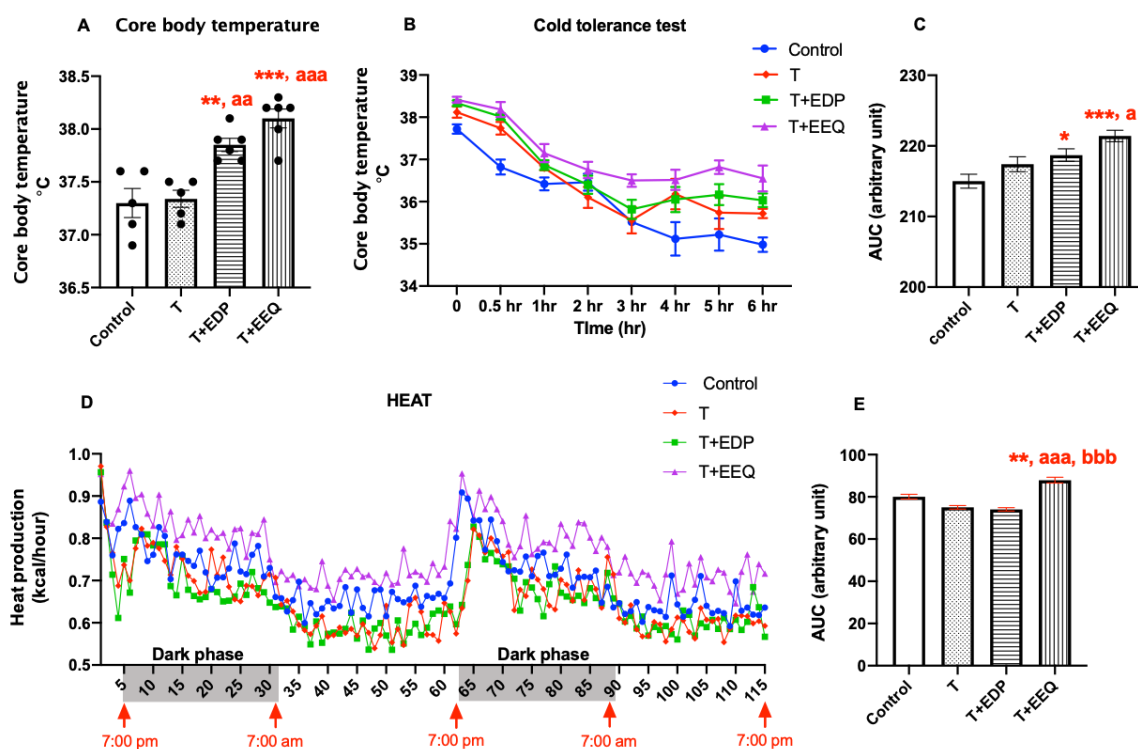 A Core body temperature
Core body temperature
°C
38.5
38.0
37.5
37.0
36.5
**, aa
***, aaa
Control
T
T+EDP
T+EEQ
B Cold tolerance test
Core body temperature
°C
39
38
37
36
35
34
0 0.5 hr 1hr 2 hr 3 hr 4 hr 5 hr 6 hr
TIme (hr)
Control
T
T+EDP
T+EEQ
C
AUC (arbitrary unit)
230
220
210
200
*
***, a
control
T
T+EDP
T+EEQ
D HEAT
Control
T
T+EDP
T+EEQ
Heat production
(kcal/hour)
1.0
0.9
0.8
0.7
0.6
0.5
Dark phase Dark phase
5 10 15 20 25 30 35 40 45 50 55 60 65 70 75 80 85 90 95 100 105 110 115
7:00 pm 7:00 am 7:00 pm 7:00 am 7:00 pm
E
AUC (arbitrary unit)
100
80
60
40
20
0
**, aaa, bbb
Control
T
T+EDP
T+EEQ